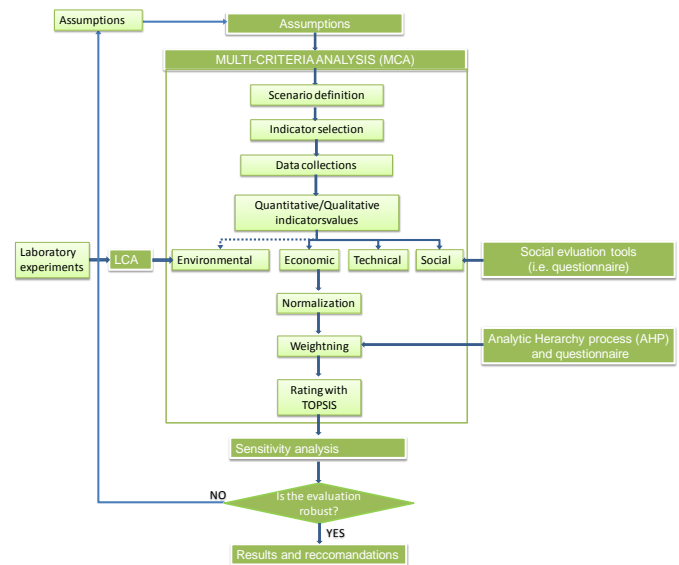 Assumptions
Assumptions
MULTI-CRITERIA ANALYSIS (MCA)
Scenario definition
Indicator selection
Data collections
Quantitative/Qualitative
indicatorsvalues
Laboratory
experiments
LCA
Environmental
Economic
Technical
Social
Social evluation tools
(i.e. questionnaire)
Normalization
Weightning
Analytic Herarchy process (AHP)
and questionnaire
Rating with
TOPSIS
Sensitivity analysis
NO
Is the evaluation
robust?
YES
Results and reccomandations